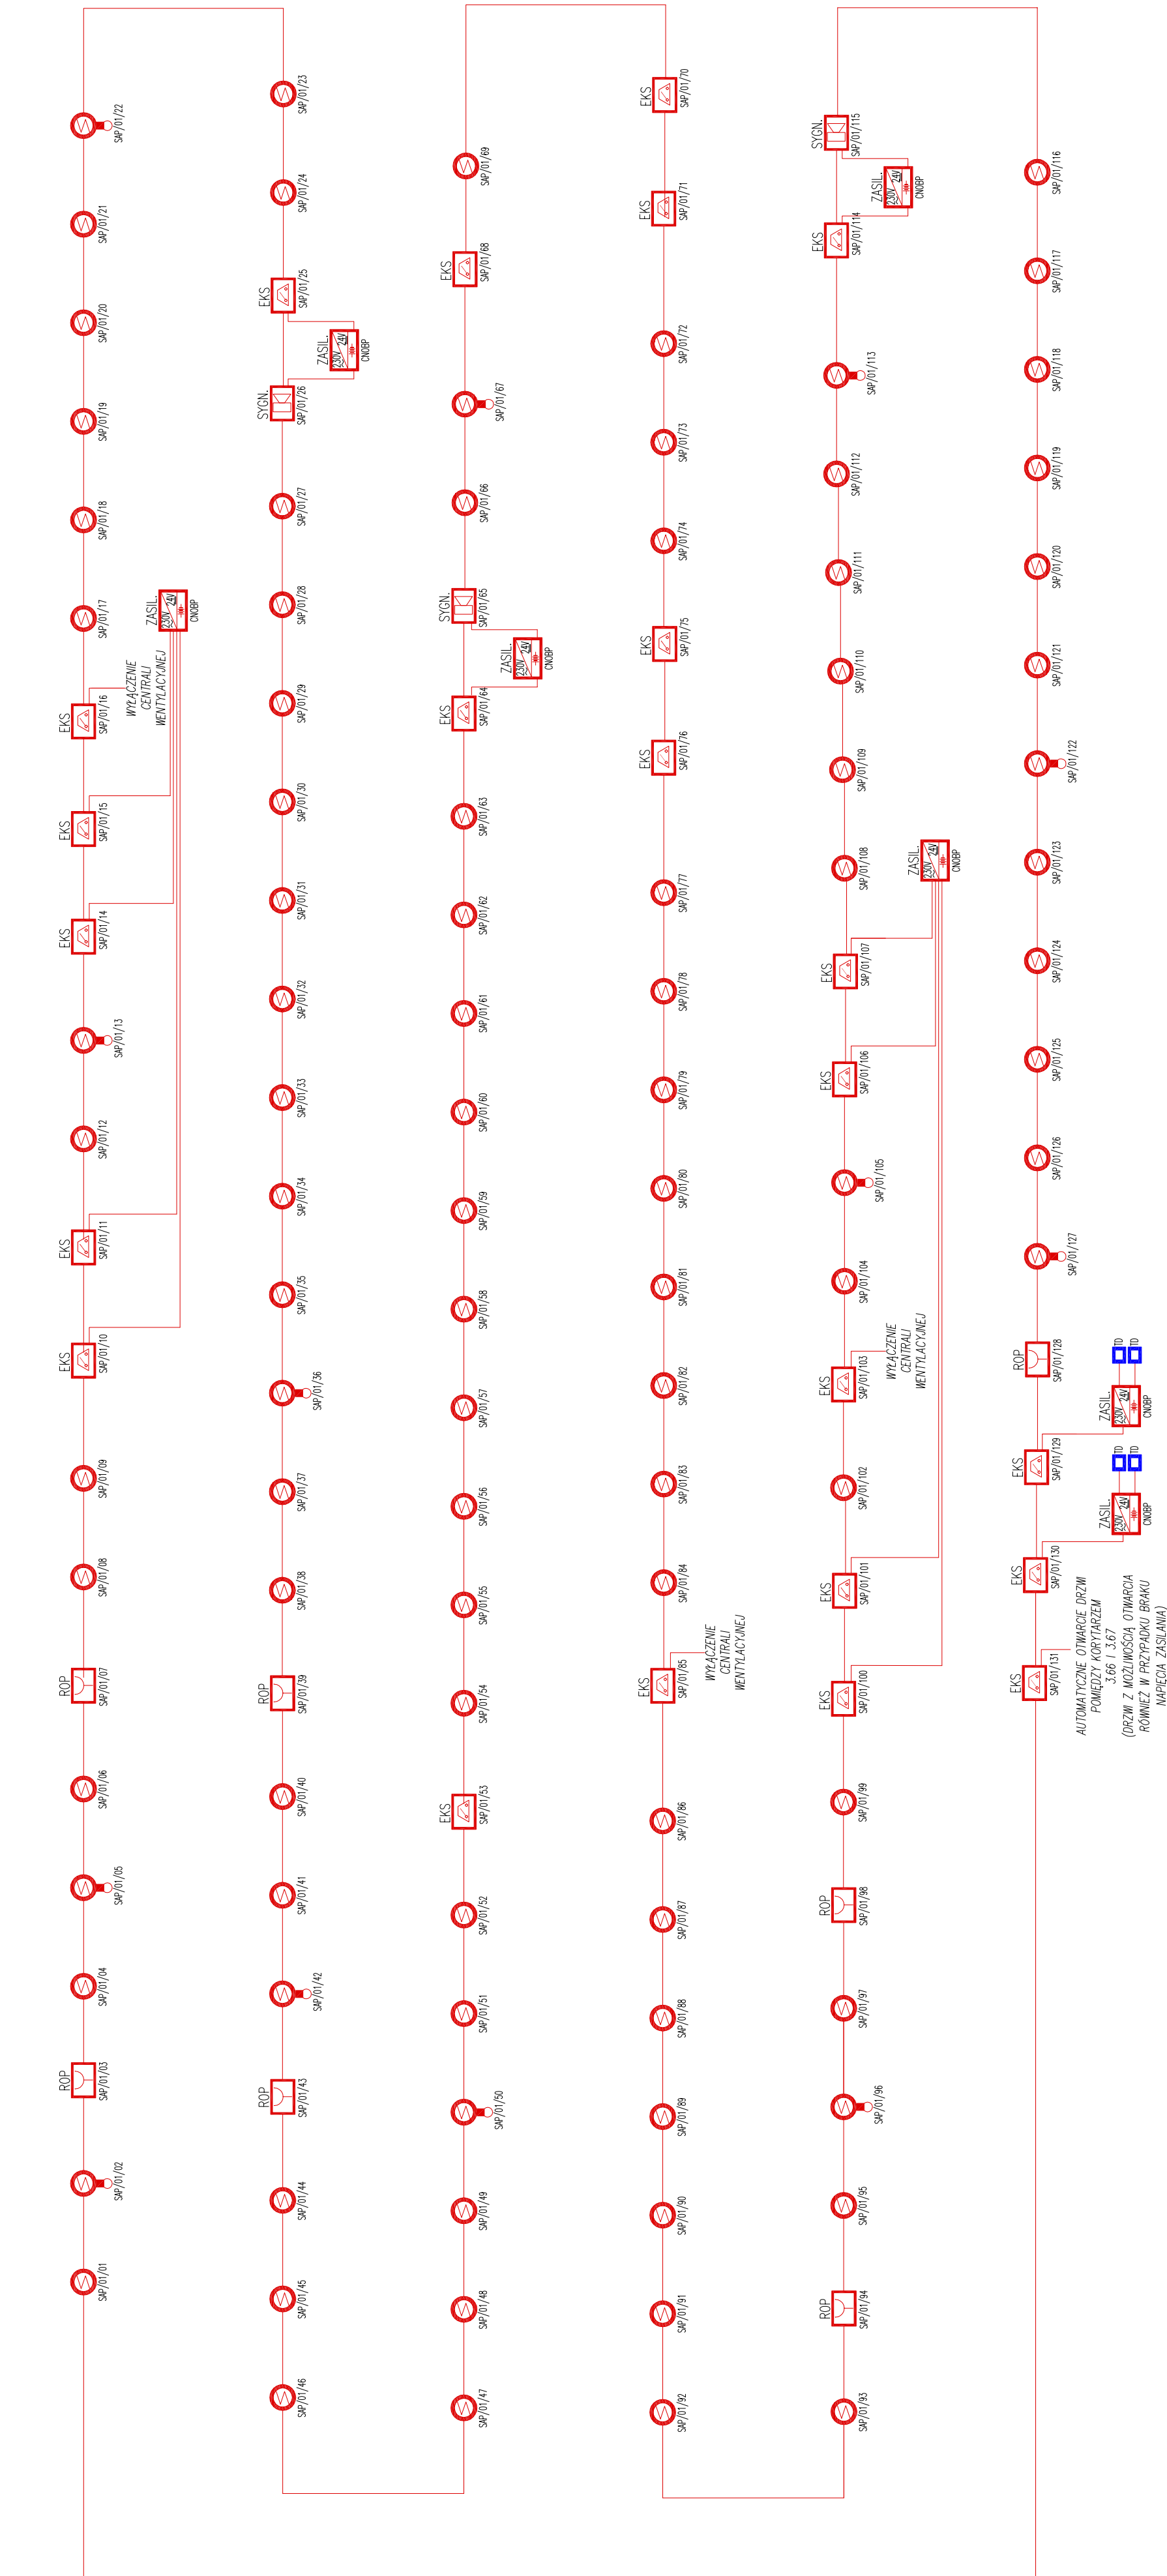 SAP/01/01
SAP/01/02
ROP
SAP/01/03
SAP/01/04
SAP/01/05
SAP/01/06
ROP
SAP/01/07
SAP/01/08
SAP/01/09
EKS
SAP/01/10
EKS
SAP/01/11
SAP/01/12
SAP/01/13
EKS
SAP/01/14
EKS
SAP/01/15
EKS
SAP/01/16
WYŁĄCZENIE
CENTRALI
WENTYLACYJNEJ
ZASIL.
230V 24V
CNOBP
SAP/01/17
SAP/01/18
SAP/01/19
SAP/01/20
SAP/01/21
SAP/01/22
SAP/01/23
SAP/01/24
EKS
SAP/01/25
ZASIL.
230V 24V
CNOBP
SYGN.
SAP/01/26
SAP/01/27
SAP/01/28
SAP/01/29
SAP/01/30
SAP/01/31
SAP/01/32
SAP/01/33
SAP/01/34
SAP/01/35
SAP/01/36
SAP/01/37
SAP/01/38
ROP
SAP/01/39
SAP/01/40
SAP/01/41
SAP/01/42
ROP
SAP/01/43
SAP/01/44
SAP/01/45
SAP/01/46
SAP/01/47
SAP/01/48
SAP/01/49
SAP/01/50
SAP/01/51
SAP/01/52
EKS
SAP/01/53
SAP/01/54
SAP/01/55
SAP/01/56
SAP/01/57
SAP/01/58
SAP/01/59
SAP/01/60
SAP/01/61
SAP/01/62
SAP/01/63
EKS
SAP/01/64
ZASIL.
230V 24V
CNOBP
SYGN.
SAP/01/65
SAP/01/66
SAP/01/67
EKS
SAP/01/68
SAP/01/69
EKS
SAP/01/70
EKS
SAP/01/71
SAP/01/72
SAP/01/73
SAP/01/74
EKS
SAP/01/75
EKS
SAP/01/76
SAP/01/77
SAP/01/78
SAP/01/79
SAP/01/80
SAP/01/81
SAP/01/82
SAP/01/83
SAP/01/84
EKS
SAP/01/85
WYŁĄCZENIE
CENTRALI
WENTYLACYJNEJ
SAP/01/86
SAP/01/87
SAP/01/88
SAP/01/89
SAP/01/90
SAP/01/91
SAP/01/92
SAP/01/93
ROP
SAP/01/94
SAP/01/95
SAP/01/96
SAP/01/97
ROP
SAP/01/98
SAP/01/99
EKS
SAP/01/100
EKS
SAP/01/101
SAP/01/102
EKS
SAP/01/103
WYŁĄCZENIE
CENTRALI
WENTYLACYJNEJ
SAP/01/104
SAP/01/105
EKS
SAP/01/106
EKS
SAP/01/107
ZASIL.
230V 24V
CNOBP
SAP/01/108
SAP/01/109
SAP/01/110
SAP/01/111
SAP/01/112
SAP/01/113
EKS
SAP/01/114
ZASIL.
230V 24V
CNOBP
SYGN.
SAP/01/115
SAP/01/116
SAP/01/117
SAP/01/118
SAP/01/119
SAP/01/120
SAP/01/121
SAP/01/122
SAP/01/123
SAP/01/124
SAP/01/125
SAP/01/126
SAP/01/127
ROP
SAP/01/128
EKS
SAP/01/129
ZASIL.
230V 24V
CNOBP
TD
TD
EKS
SAP/01/130
ZASIL.
230V 24V
CNOBP
TD
TD
EKS
SAP/01/131
AUTOMATYCZNE OTWARCIE DRZWI
POMIĘDZY KORYTARZEM
3.66 I 3.67
(DRZWI Z MOŻLIWOŚCIĄ OTWARCIA
RÓWNIEŻ W PRZYPADKU BRAKU
NAPIĘCIA ZASILANIA)